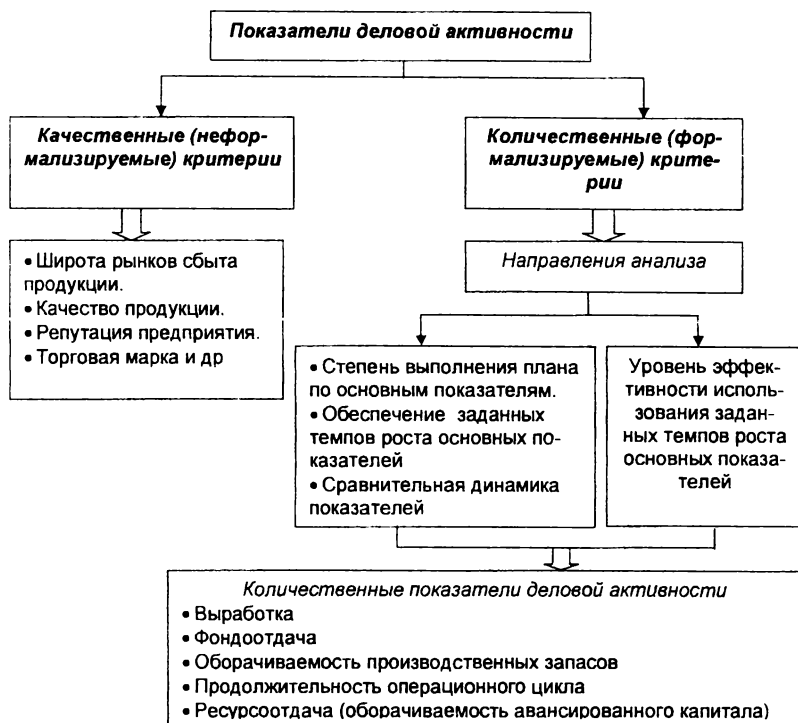 Показатели деловой активности
Качественные (нефор-
мализируемые) критерии
Количественные (фор-
мализируемые) крите-
рии
• Широта рынков сбыта
продукции.
• Качество продукции.
• Репутация предприятия.
• Торговая марка и др
Направления анализа
• Степень выполнения плана
по основным показателям.
• Обеспечение заданных
темпов роста основных по-
казателей
• Сравнительная динамика
показателей
Уровень эффек-
тивности исполь-
зования задан-
ных темпов роста
основных показа-
телей
Количественные показатели деловой активности
• Выработка
• Фондоотдача
• Оборачиваемость производственных запасов
• Продолжительность операционного цикла
• Ресурсоотдача (оборачиваемость авансированного капитала)